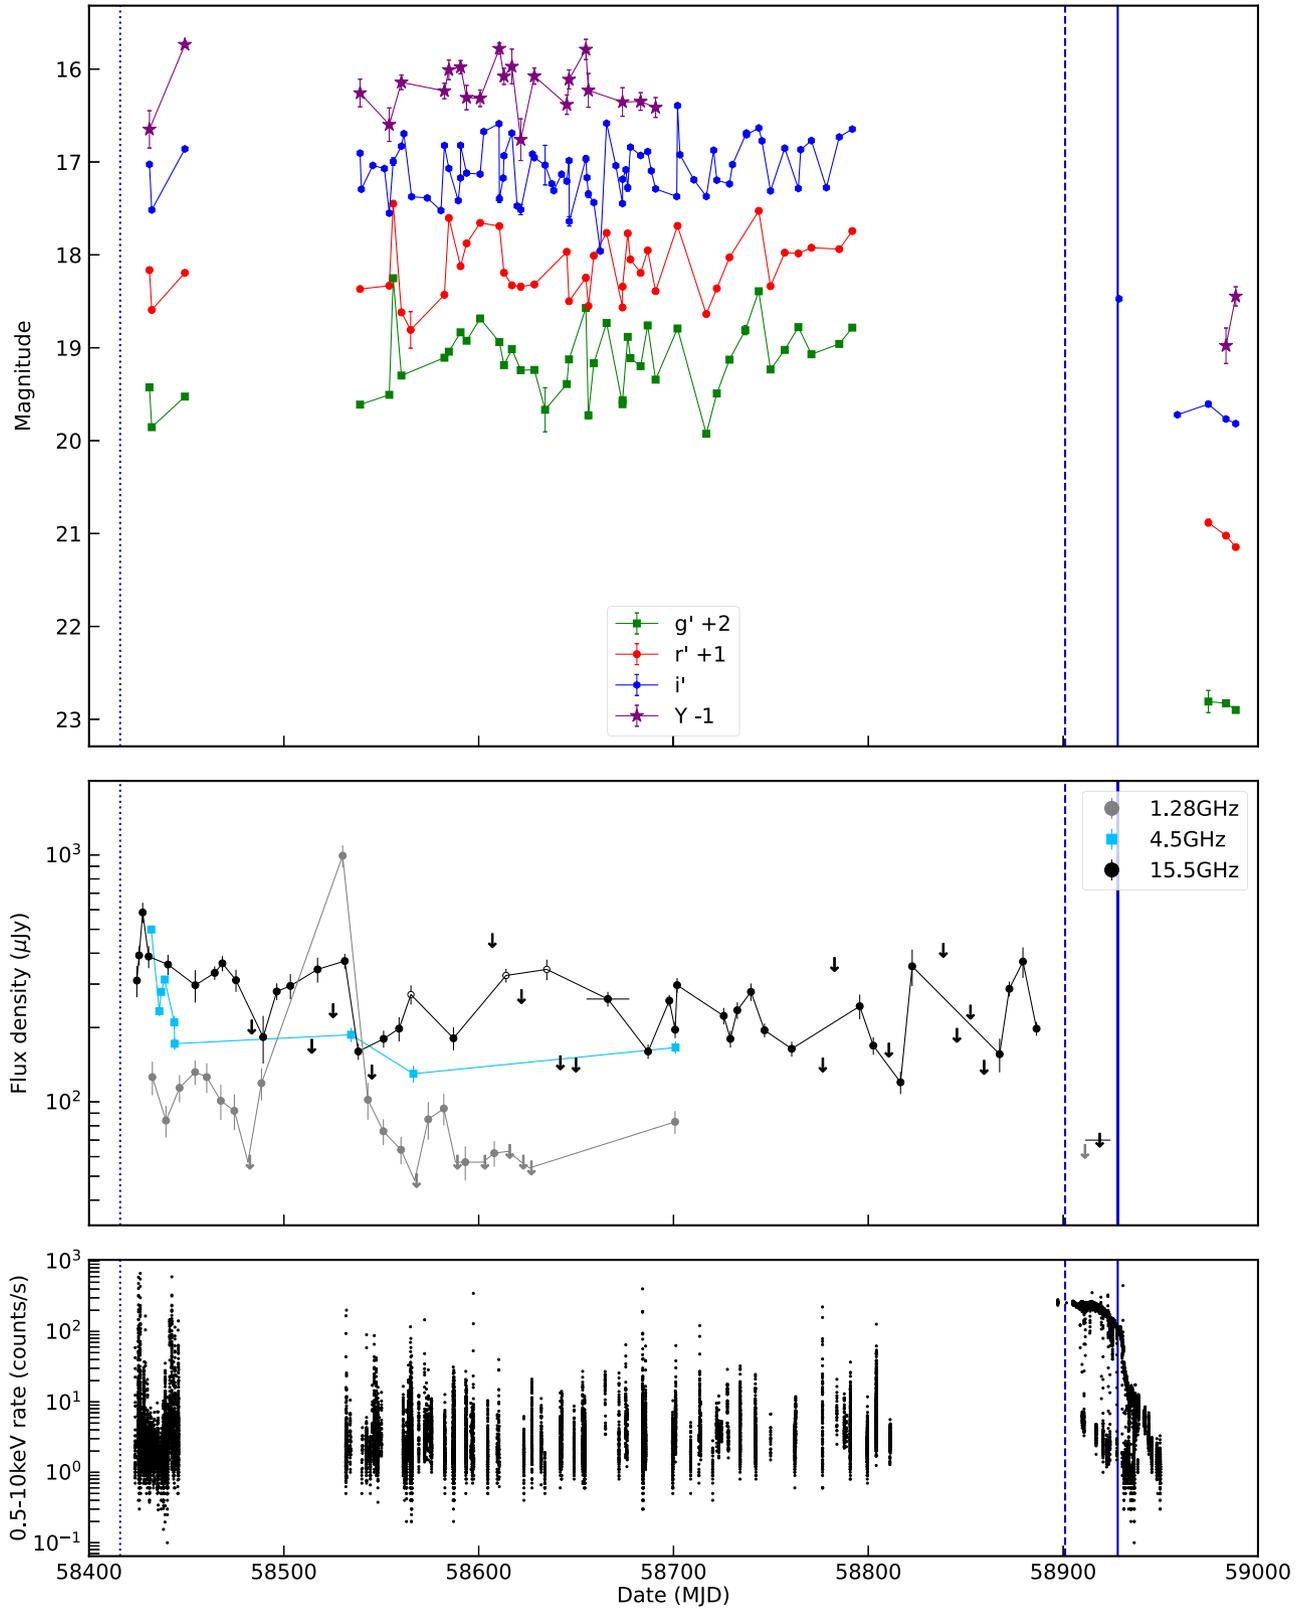 16
17
18
19
20
21
22
23
Magnitude
g' +2
r' +1
i'
Y -1
10³
10²
Flux density (μJy)
1.28GHz
4.5GHz
15.5GHz
10³
10²
10¹
10⁰
10⁻¹
0.5-10keV rate (counts/s)
58400 58500 58600 58700 58800 58900 59000
Date (MJD)